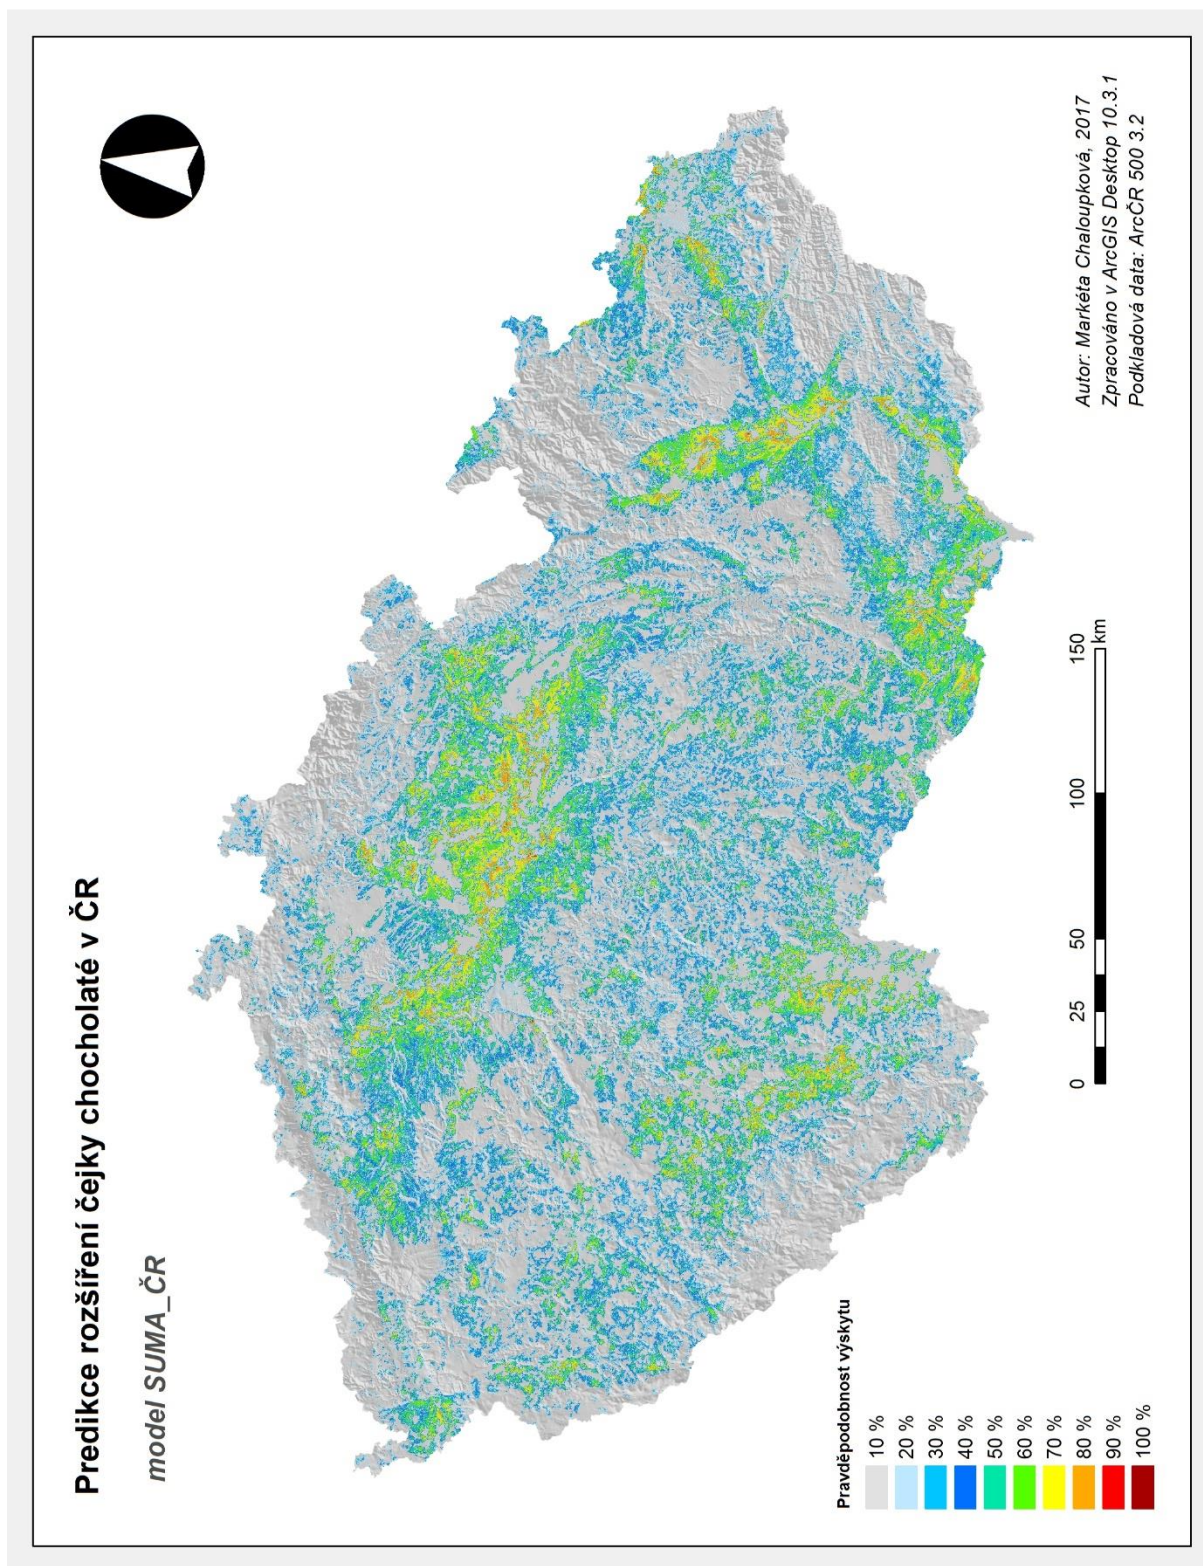 Predikce rozšíření čejky chocholaté v ČR
model SUMA_ČR
Pravděpodobnost výskytu
10 %
20 %
30 %
40 %
50 %
60 %
70 %
80 %
90 %
100 %
0 25 50 100 150
km
Autor: Markéta Chaloupková, 2017
Zpracováno v ArcGIS Desktop 10.3.1
Podkladová data: ArcČR 500 3.2